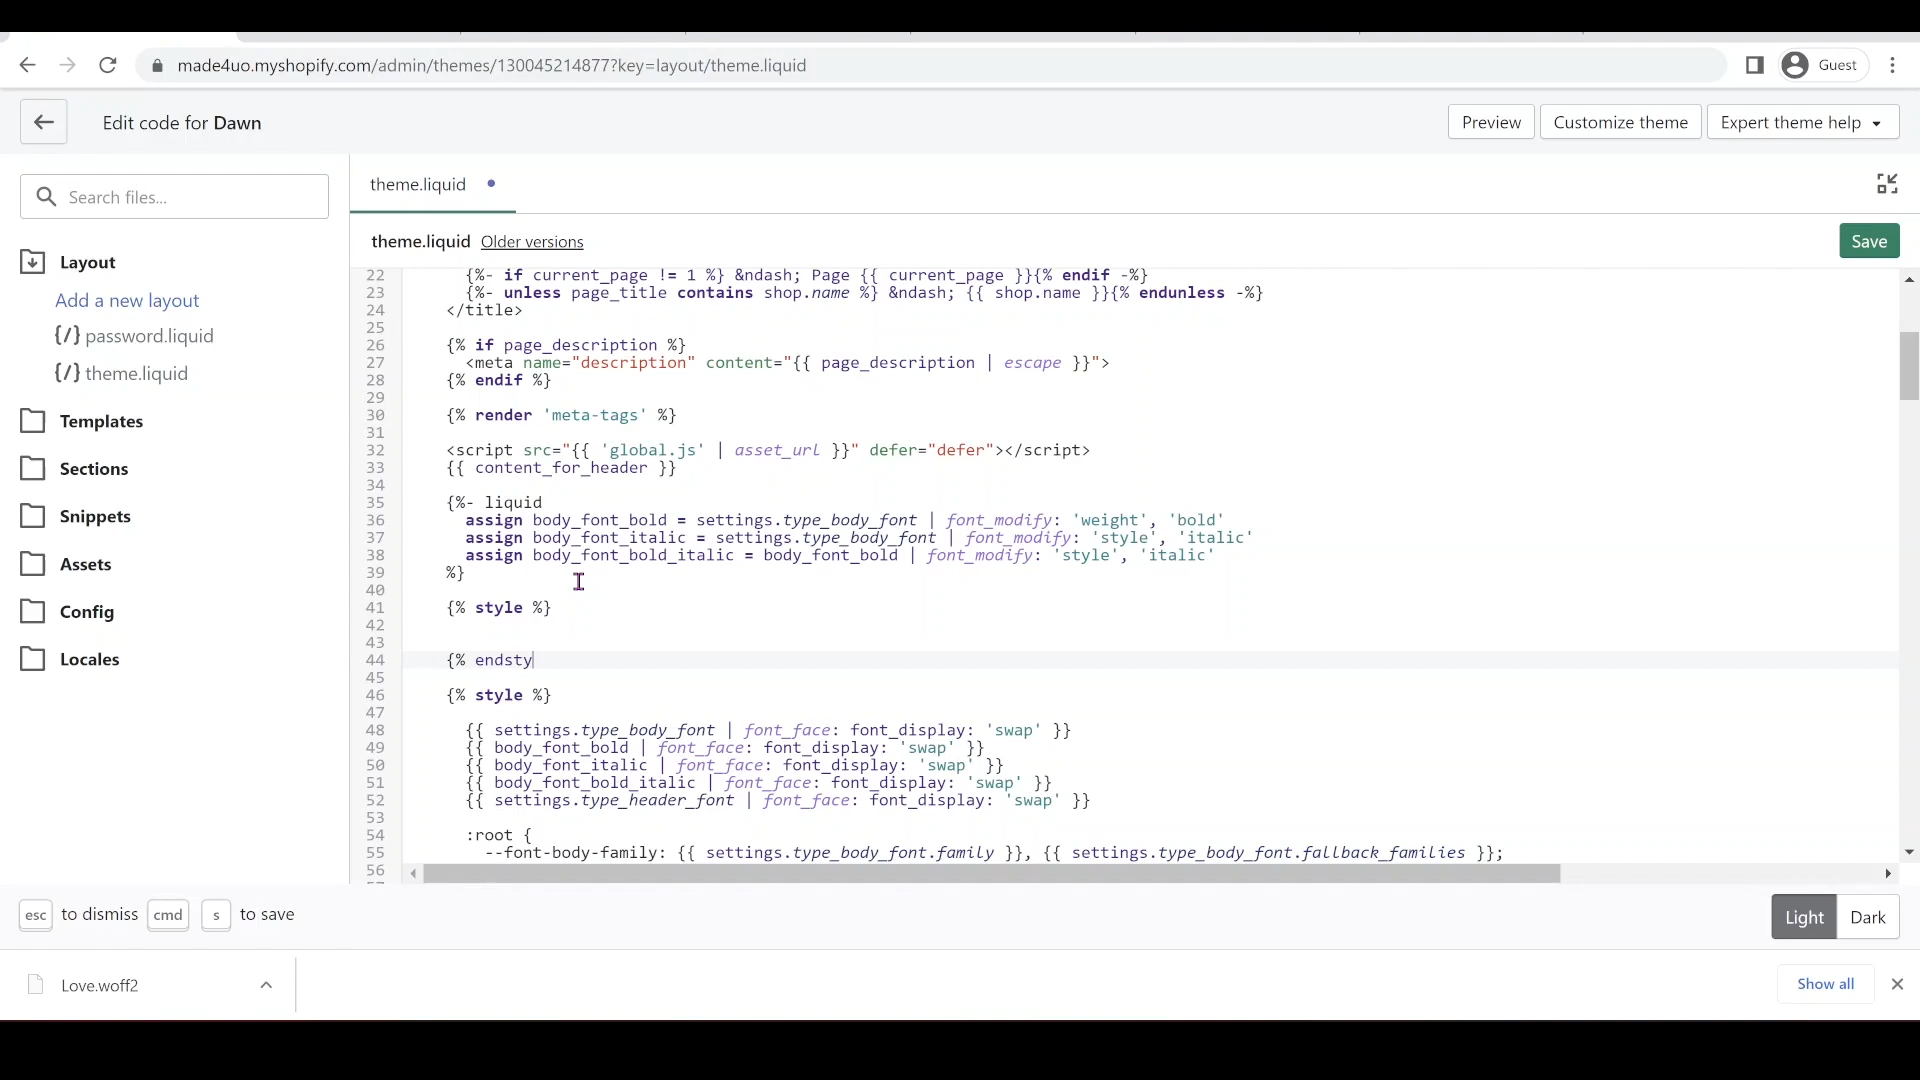 made4uo.myshopify.com/admin/themes/130045214877?key=layout/theme.liquid
Guest
Edit code for Dawn
Preview
Customize theme
Expert theme help
Search files...
theme.liquid
theme.liquid Older versions
Save
Layout
Add a new layout
{/} password.liquid
{/} theme.liquid
Templates
Sections
Snippets
Assets
Config
Locales
22 {%- if current_page != 1 %} &ndash; Page {{ current_page }}{% endif -%}
23 {%- unless page_title contains shop.name %} &ndash; {{ shop.name }}{% endunless -%}
24 </title>
25
26 {% if page_description %}
27 <meta name="description" content="{{ page_description | escape }}">
28 {% endif %}
29
30 {% render 'meta-tags' %}
31
32 <script src="{{ 'global.js' | asset_url }}" defer="defer"></script>
33 {{ content_for_header }}
34
35 {%- liquid
36 assign body_font_bold = settings.type_body_font | font_modify: 'weight', 'bold'
37 assign body_font_italic = settings.type_body_font | font_modify: 'style', 'italic'
38 assign body_font_bold_italic = body_font_bold | font_modify: 'style', 'italic'
39 %}
40
41 {% style %}
42
43
44 {% endsty
45
46 {% style %}
47
48 {{ settings.type_body_font | font_face: font_display: 'swap' }}
49 {{ body_font_bold | font_face: font_display: 'swap' }}
50 {{ body_font_italic | font_face: font_display: 'swap' }}
51 {{ body_font_bold_italic | font_face: font_display: 'swap' }}
52 {{ settings.type_header_font | font_face: font_display: 'swap' }}
53
54 :root {
55 --font-body-family: {{ settings.type_body_font.family }}, {{ settings.type_body_font.fallback_families }};
56
esc to dismiss cmd s to save
Light
Dark
Love.woff2
Show all